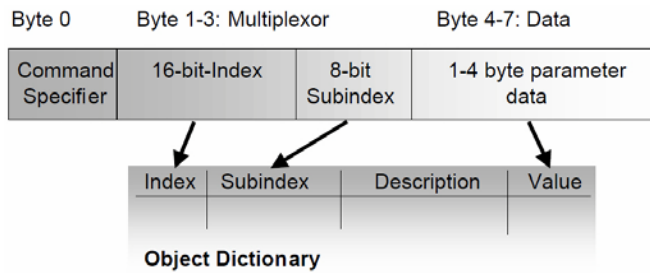 Byte 0 Byte 1-3: Multiplexor Byte 4-7: Data
Command Specifier
16-bit-Index
8-bit Subindex
1-4 byte parameter data
Index Subindex Description Value
Object Dictionary